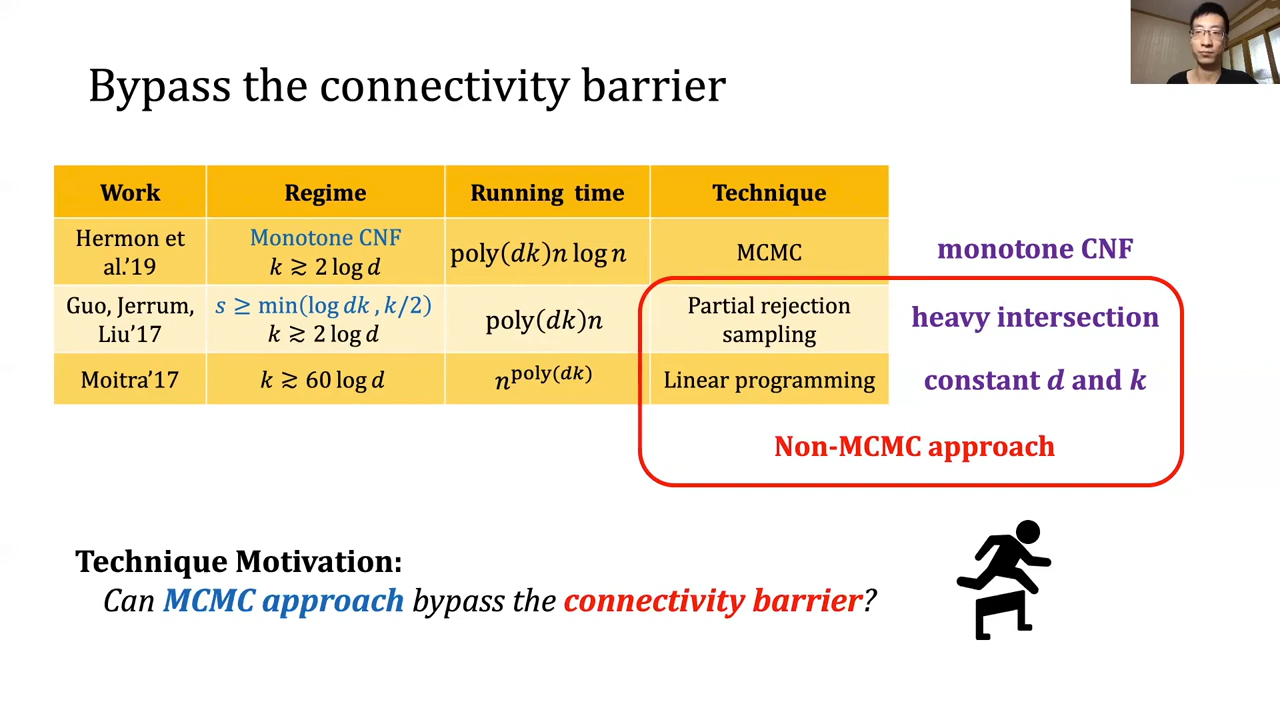 Bypass the connectivity barrier
Work Regime Running time Technique
Hermon et al.'19 Monotone CNF k ≳ 2 log d poly(dk)n log n MCMC monotone CNF
Guo, Jerrum, Liu'17 s ≥ min(log dk , k/2) k ≳ 2 log d poly(dk)n Partial rejection sampling heavy intersection
Moitra'17 k ≳ 60 log d n^poly(dk) Linear programming constant d and k
Non-MCMC approach
Technique Motivation:
Can MCMC approach bypass the connectivity barrier?